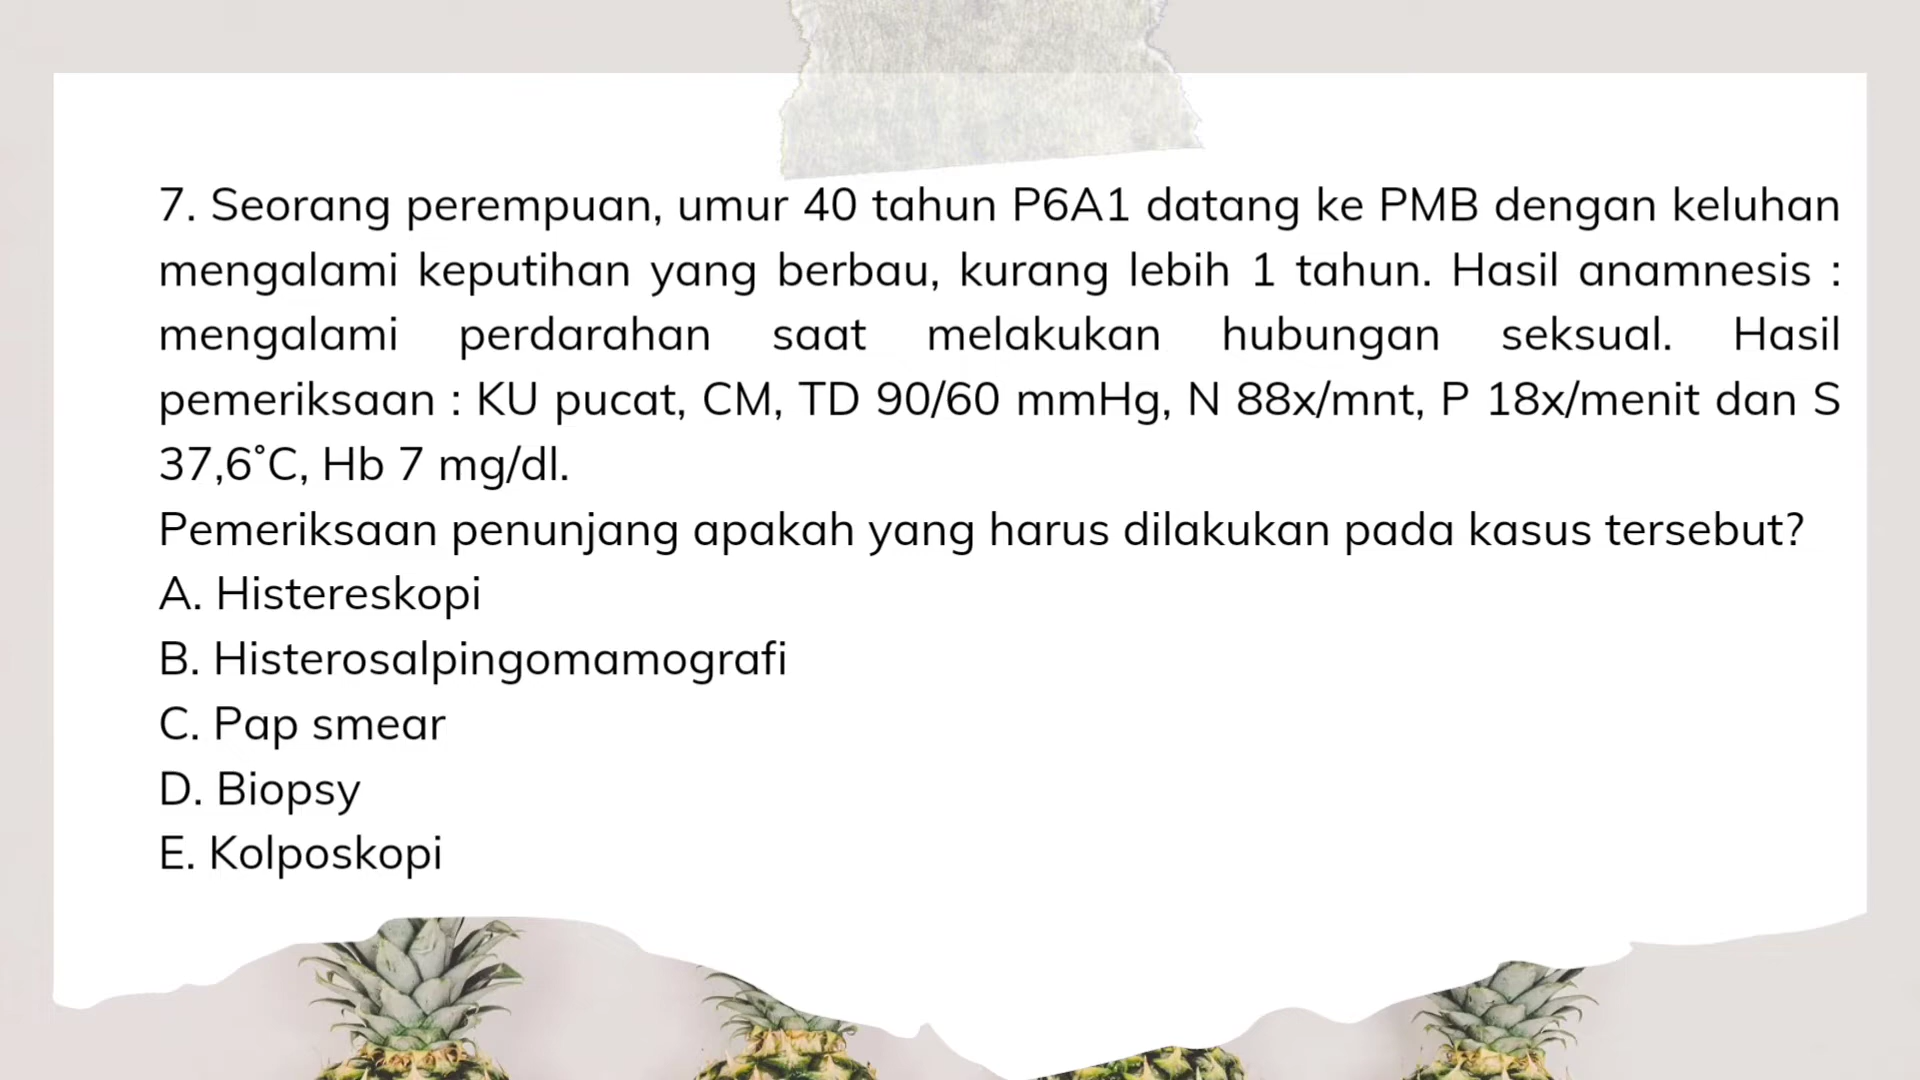 7. Seorang perempuan, umur 40 tahun P6A1 datang ke PMB dengan keluhan
mengalami keputihan yang berbau, kurang lebih 1 tahun. Hasil anamnesis :
mengalami perdarahan saat melakukan hubungan seksual. Hasil
pemeriksaan : KU pucat, CM, TD 90/60 mmHg, N 88x/mnt, P 18x/menit dan S
37,6°C, Hb 7 mg/dl.
Pemeriksaan penunjang apakah yang harus dilakukan pada kasus tersebut?
A. Histereskopi
B. Histerosalpingomamografi
C. Pap smear
D. Biopsy
E. Kolposkopi